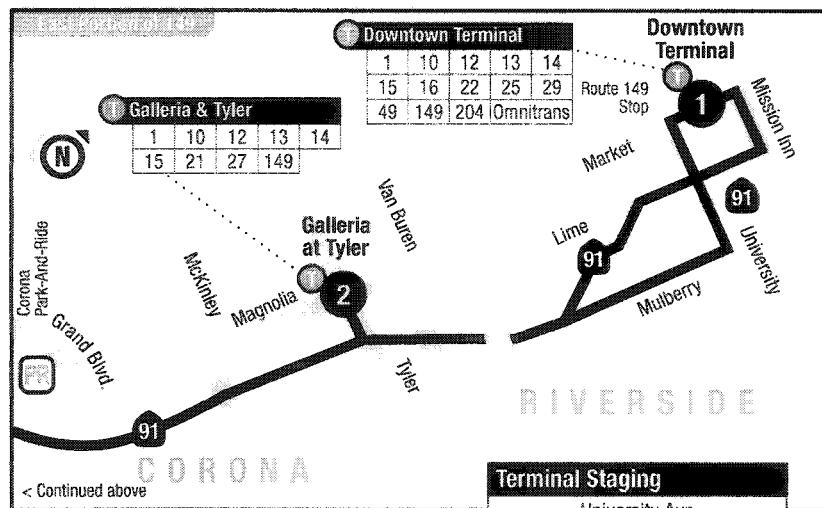 East Portion of 149
T Downtown Terminal
1 10 12 13 14
15 16 22 25 29
49 149 204 Omnitrans
Downtown
Terminal
T
Route 149
Stop
1
Mission Inn
T Galleria & Tyler
1 10 12 13 14
15 21 27 149
N
Market
Van Buren
91
Galleria
at Tyler
Lime
91
University
McKinley
T
2
Magnolia
Mulberry
Corona
Park-And-Ride
Grand Blvd.
PR
Tyler
RIVERSIDE
91
CORONA
< Continued above
Terminal Staging
University Ave